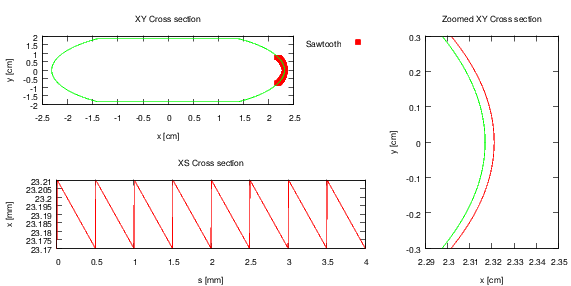 XY Cross section
2
1.5
1
0.5
0
-0.5
-1
-1.5
-2
y [cm]
-2.5 -2 -1.5 -1 -0.5 0 0.5 1 1.5 2 2.5
x [cm]
Sawtooth
XS Cross section
23.21
23.205
23.2
23.195
23.19
23.185
23.18
23.175
23.17
x [mm]
0 0.5 1 1.5 2 2.5 3 3.5 4
s [mm]
Zoomed XY Cross section
0.3
0.2
0.1
0
-0.1
-0.2
-0.3
y [cm]
2.29 2.3 2.31 2.32 2.33 2.34 2.35
x [cm]